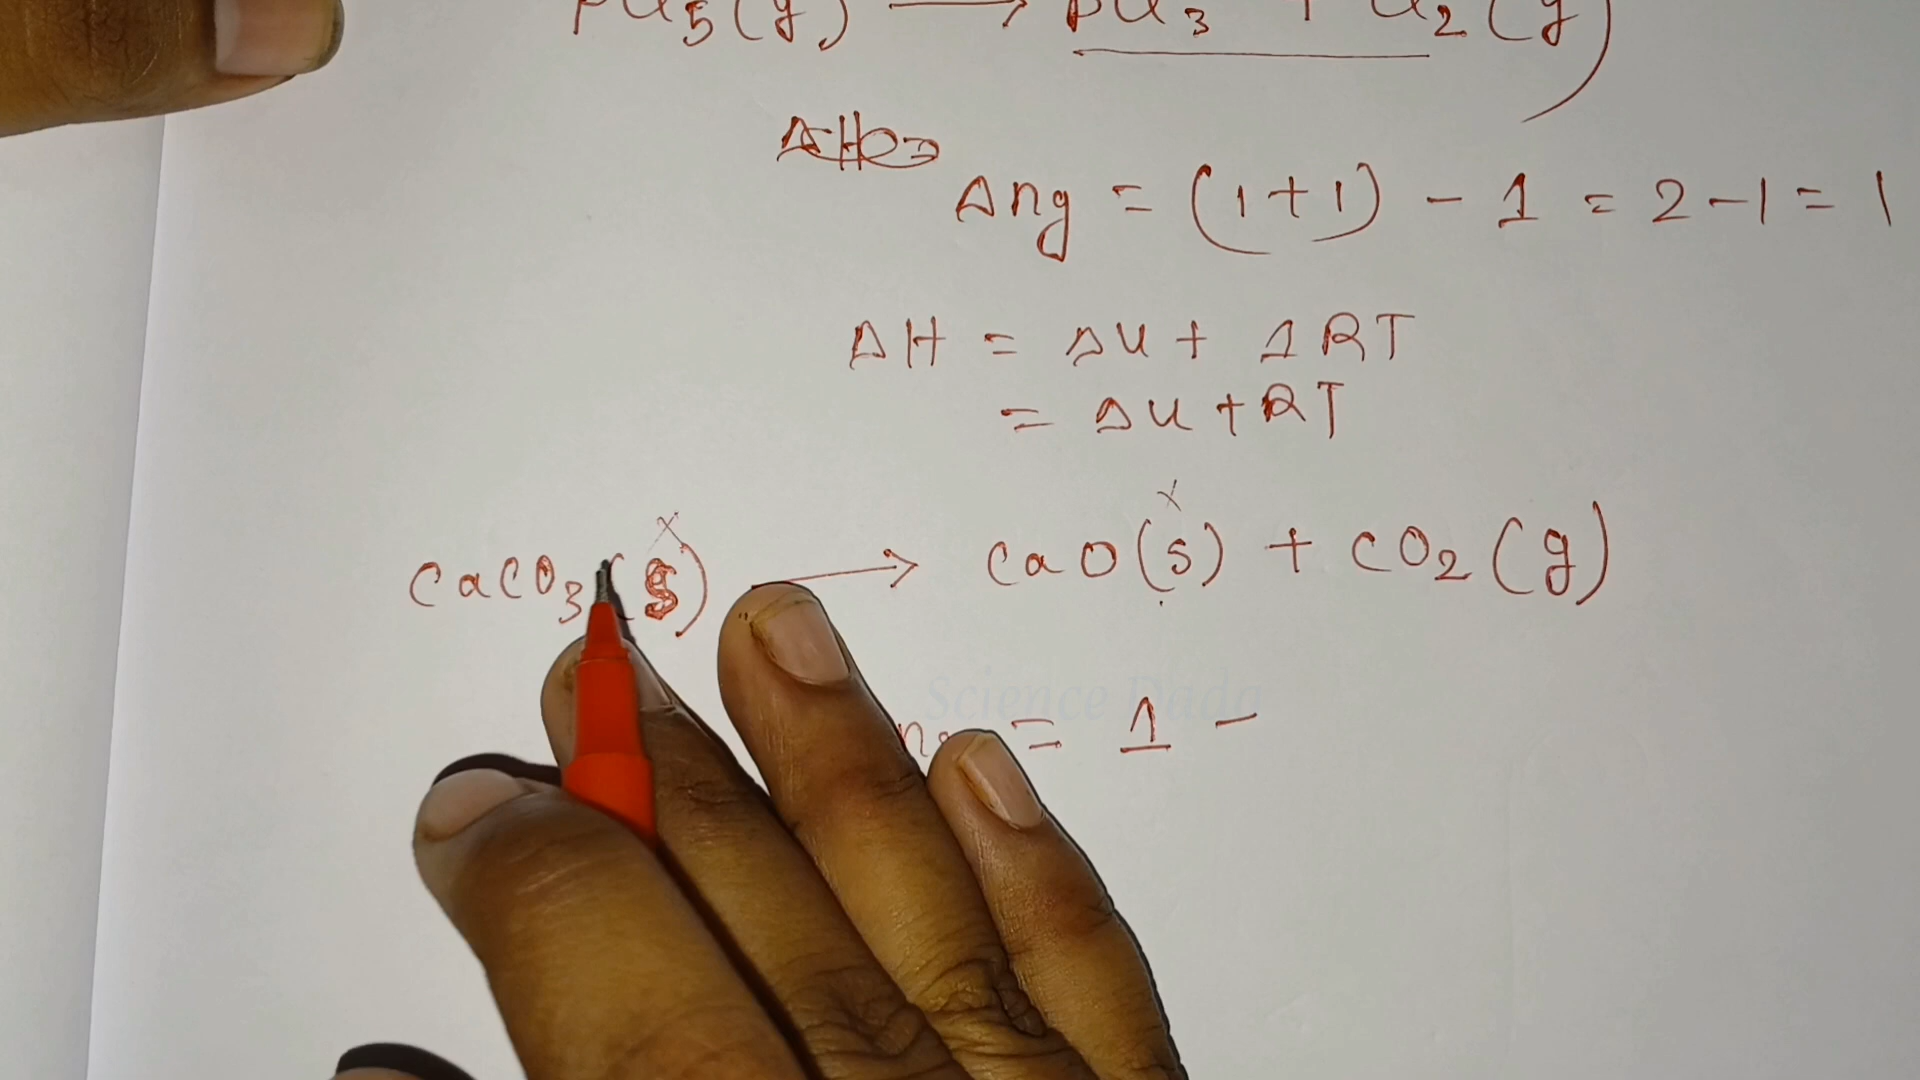 PCl5(g) → PCl3 + Cl2(g)
Δng = (1+1) - 1 = 2-1 = 1
ΔH = ΔU + 1RT
= ΔU + RT
x x
CaCO3(s) → CaO(s) + CO2(g)
Science Dada
= 1 -